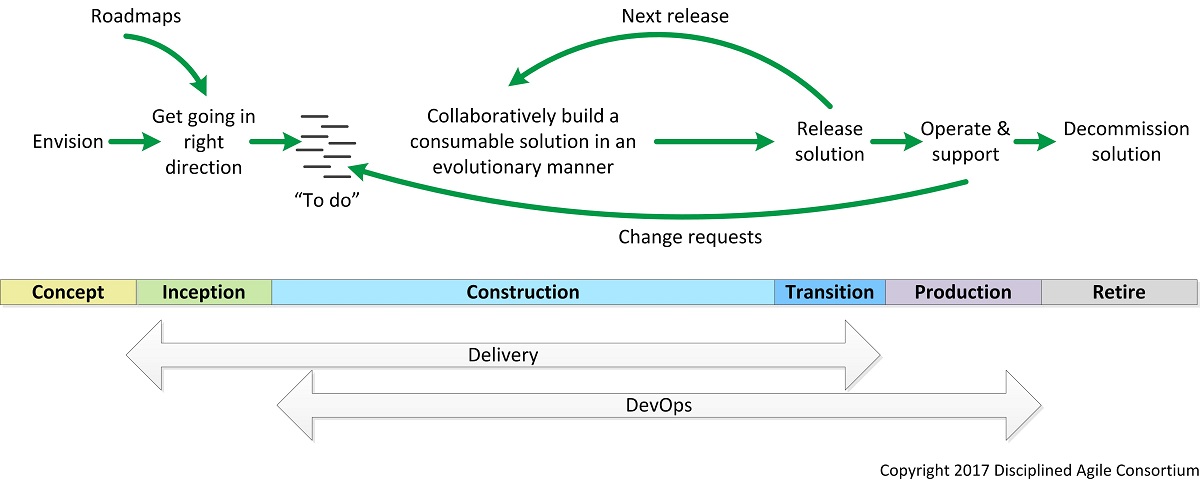 Roadmaps
Next release
Envision
Get going in
right
direction
“To do”
Collaboratively build a
consumable solution in an
evolutionary manner
Release
solution
Operate &
support
Decommission
solution
Change requests
Concept
Inception
Construction
Transition
Production
Retire
Delivery
DevOps
Copyright 2017 Disciplined Agile Consortium